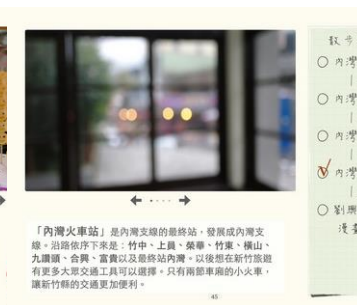 「內灣火車站」是內灣支線的最終站，發展成內灣支
線。沿路依序下來是：竹中、上員、榮華、竹東、橫山、
九讚頭、合興、富貴以及最終站內灣。以後想在新竹旅遊
有更多大眾交通工具可以選擇。只有兩節車廂的小火車，
讓新竹縣的交通更加便利。
45
散步
內灣
內灣
內灣
內灣
劉興
漫畫